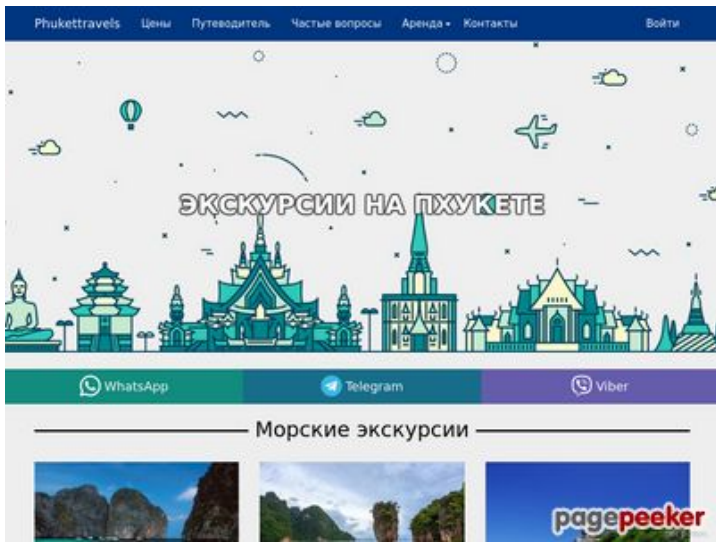 Phukettravels Цены Путеводитель Частые вопросы Аренда Контакты Войти
ЭКСКУРСИИ НА ПХУКЕТЕ
WhatsApp Telegram Viber
Морские экскурсии
pagepeeker